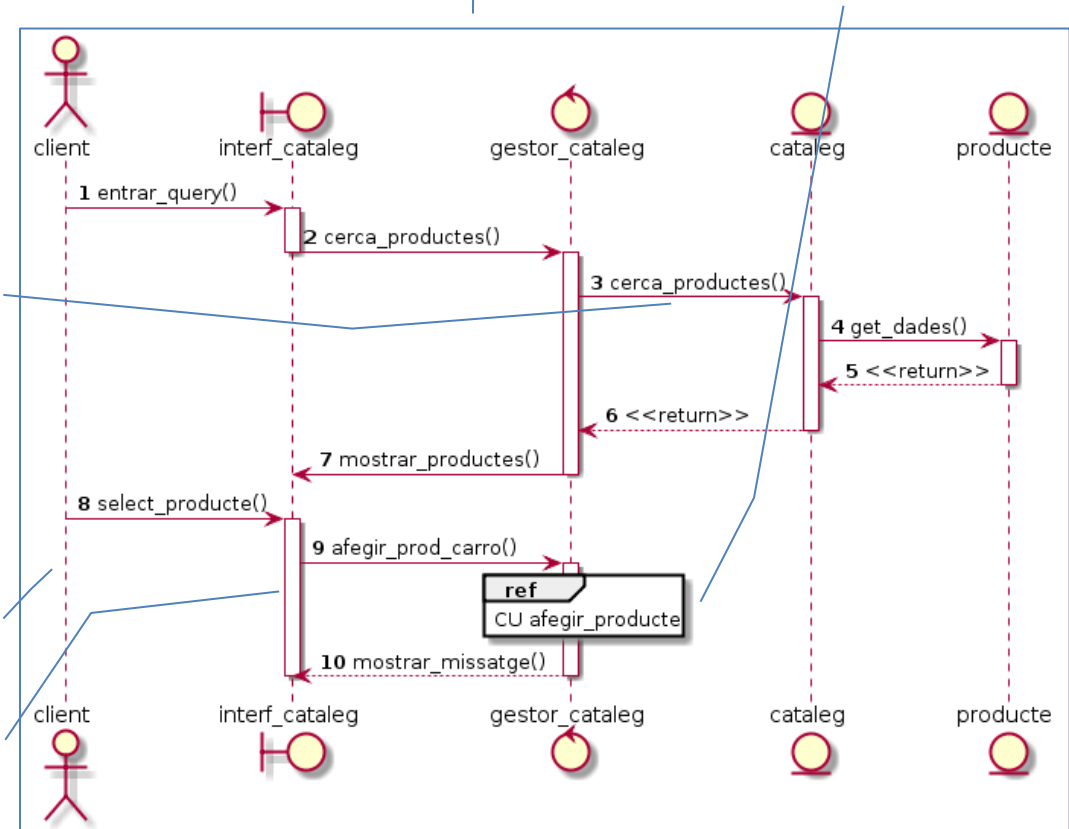 client
interf_cataleg
gestor_cataleg
cataleg
producte
1 entrar_query()
2 cerca_productes()
3 cerca_productes()
4 get_dades()
5 <<return>>
6 <<return>>
7 mostrar_productes()
8 select_producte()
9 afegir_prod_carro()
ref
CU afegir_producte
10 mostrar_missatge()
client
interf_cataleg
gestor_cataleg
cataleg
producte